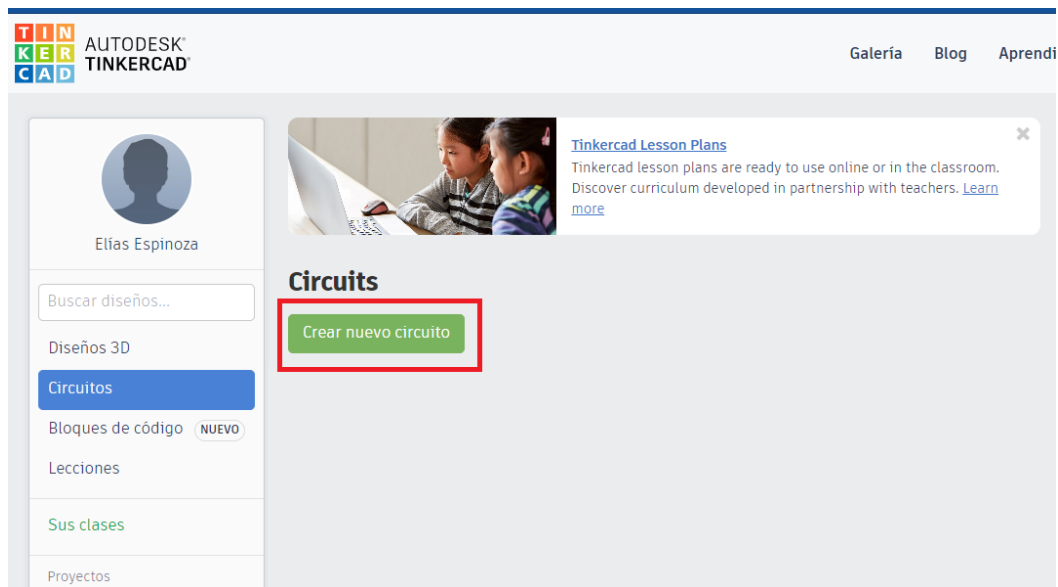 TIN
KER
CAD
AUTODESK®
TINKERCAD®
Galería Blog Aprendi
Elías Espinoza
Buscar diseños...
Diseños 3D
Circuitos
Bloques de código NUEVO
Lecciones
Sus clases
Proyectos
Tinkercad Lesson Plans
Tinkercad lesson plans are ready to use online or in the classroom.
Discover curriculum developed in partnership with teachers. Learn
more
Circuits
Crear nuevo circuito